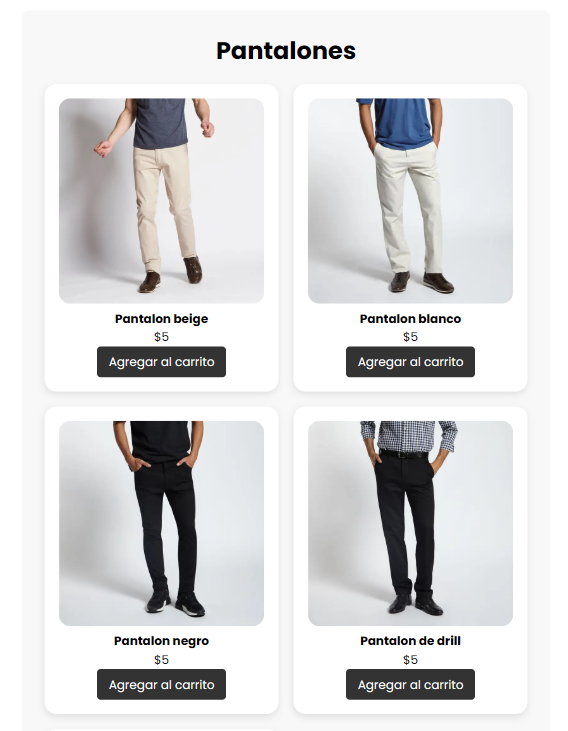 Pantalones
Pantalon beige
$5
Agregar al carrito
Pantalon blanco
$5
Agregar al carrito
Pantalon negro
$5
Agregar al carrito
Pantalon de drill
$5
Agregar al carrito